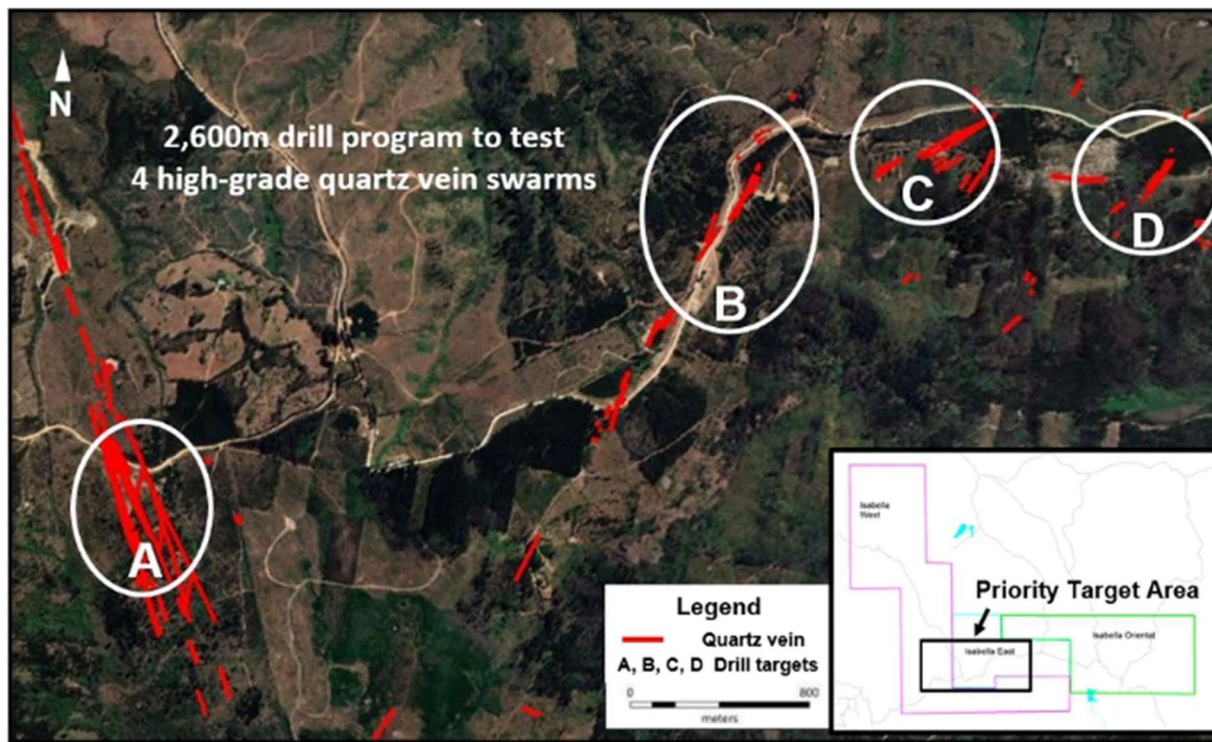 N
2,600m drill program to test
4 high-grade quartz vein swarms
A
B
C
D
Legend
Quartz vein
A, B, C, D Drill targets
0 800
meters
Isabella
West
Priority Target Area
Isabella Oriental
Isabella East